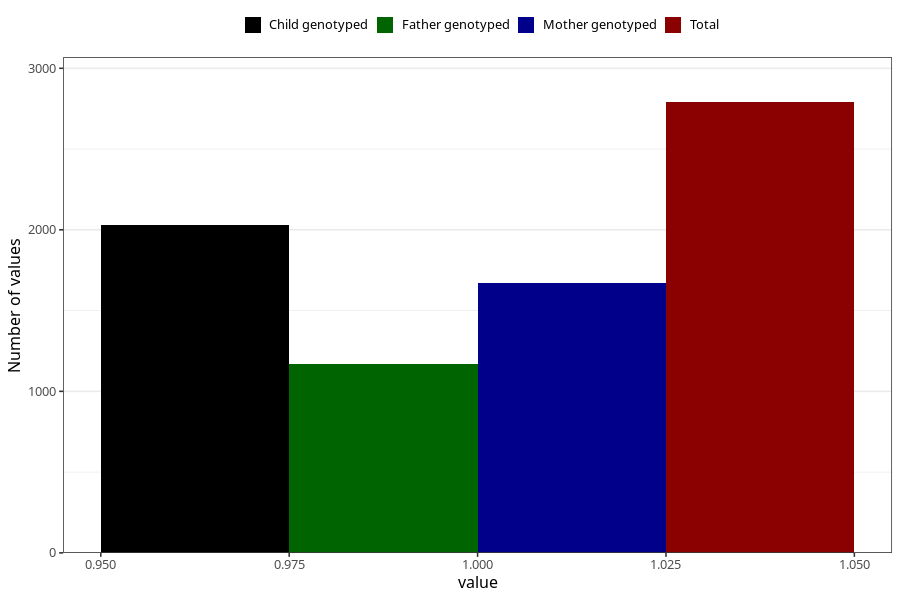 Child genotyped Father genotyped Mother genotyped Total
3000
2000
1000
0
Number of values
0.950 0.975 1.000 1.025 1.050
value